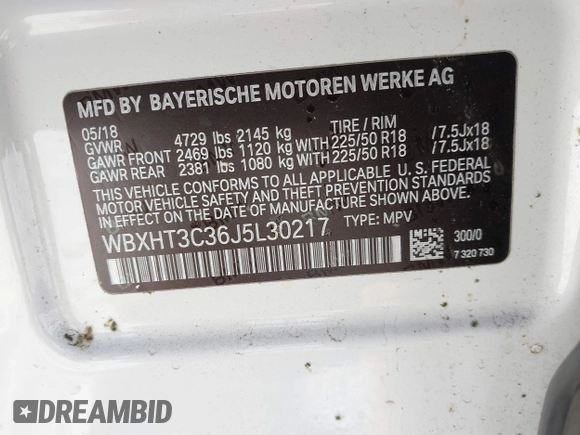 MFD BY BAYERISCHE MOTOREN WERKE AG
05/18
GVWR 4729 lbs 2145 kg TIRE / RIM
GAWR FRONT 2469 lbs 1120 kg WITH 225/50 R18 /7.5Jx18
GAWR REAR 2381 lbs 1080 kg WITH 225/50 R18 /7.5Jx18
THIS VEHICLE CONFORMS TO ALL APPLICABLE U.S. FEDERAL
MOTOR VEHICLE SAFETY AND THEFT PREVENTION STANDARDS
IN EFFECT ON THE DATE OF MANUFACTURE SHOWN ABOVE
WBXHT3C36J5L30217 TYPE: MPV 300/0
7 320 730
DREAMBID